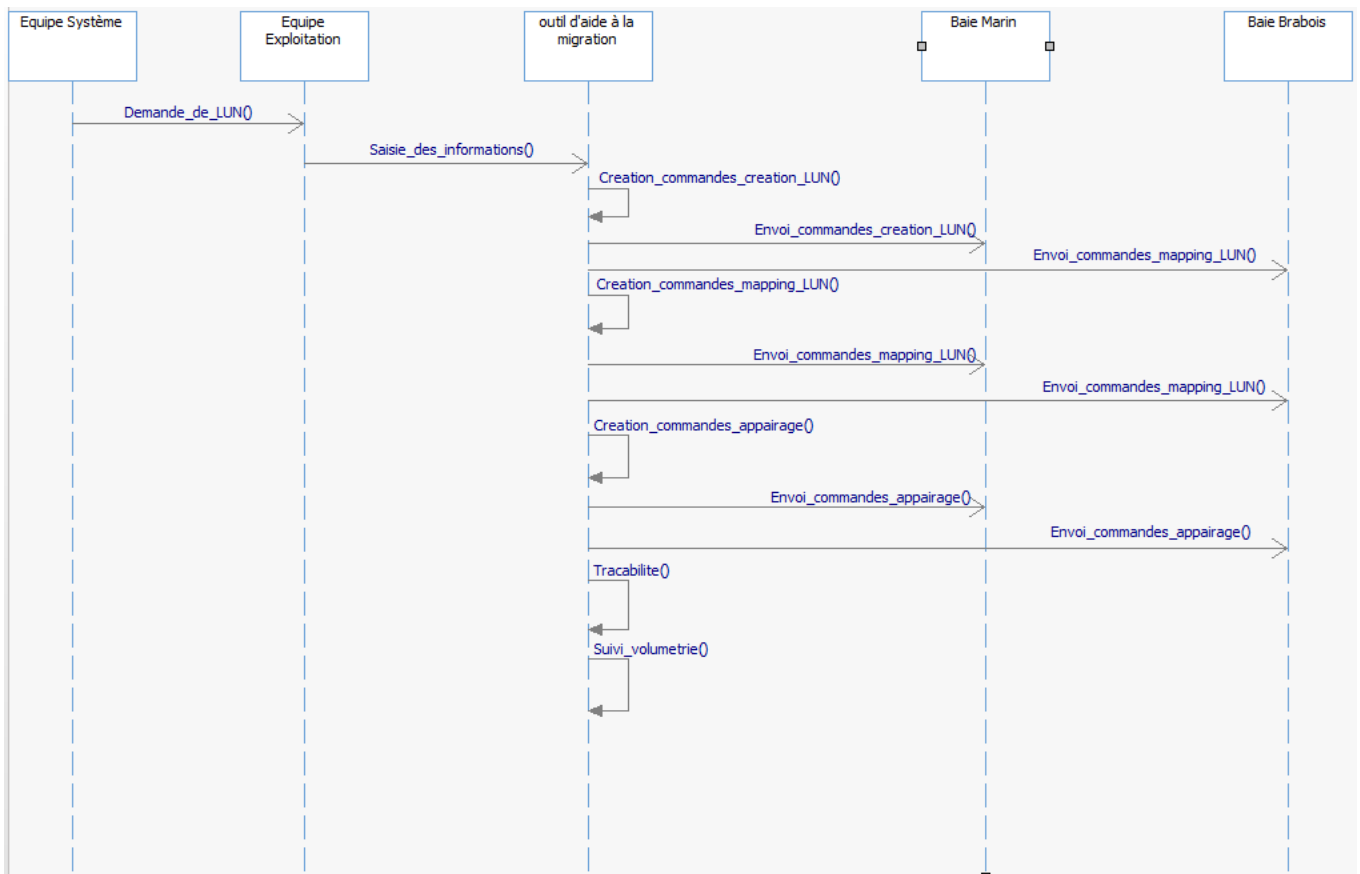 Equipe Système
Equipe
Exploitation
outil d'aide à la
migration
Baie Marin
Baie Brabois
Demande_de_LUN()
Saisie_des_informations()
Creation_commandes_creation_LUN()
Envoi_commandes_creation_LUN()
Envoi_commandes_mapping_LUN()
Creation_commandes_mapping_LUN()
Envoi_commandes_mapping_LUN()
Envoi_commandes_mapping_LUN()
Creation_commandes_appairage()
Envoi_commandes_appairage()
Envoi_commandes_appairage()
Tracabilite()
Suivi_volumetrie()